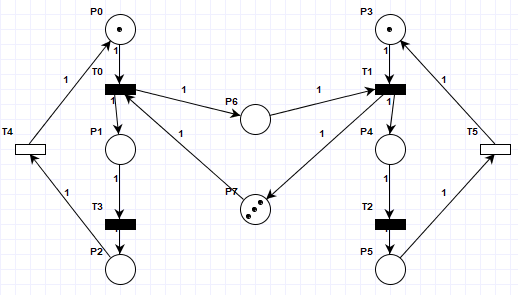 P0 P3
1 1
T0 T1
1 1 1 1
1 P6 1
T4 P1 1 1 P4 T5
1 1 P7 1 1
T3 T2
P2 P5